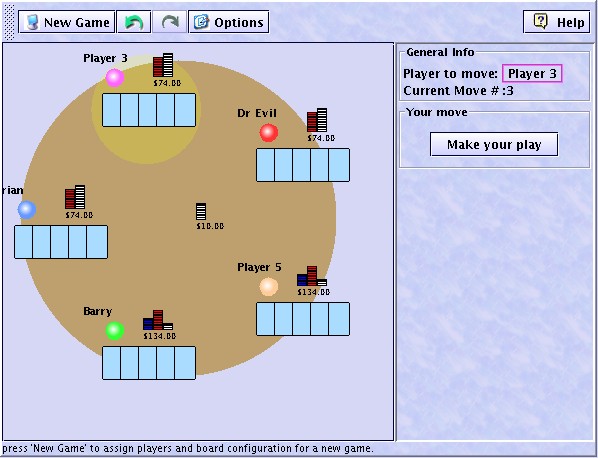 New Game
Options
Help
Player 3
$74.00
Dr Evil
$74.00
rian
$74.00
$10.00
Player 5
$134.00
Barry
$134.00
General Info
Player to move: Player 3
Current Move # :3
Your move
Make your play
press 'New Game' to assign players and board configuration for a new game.